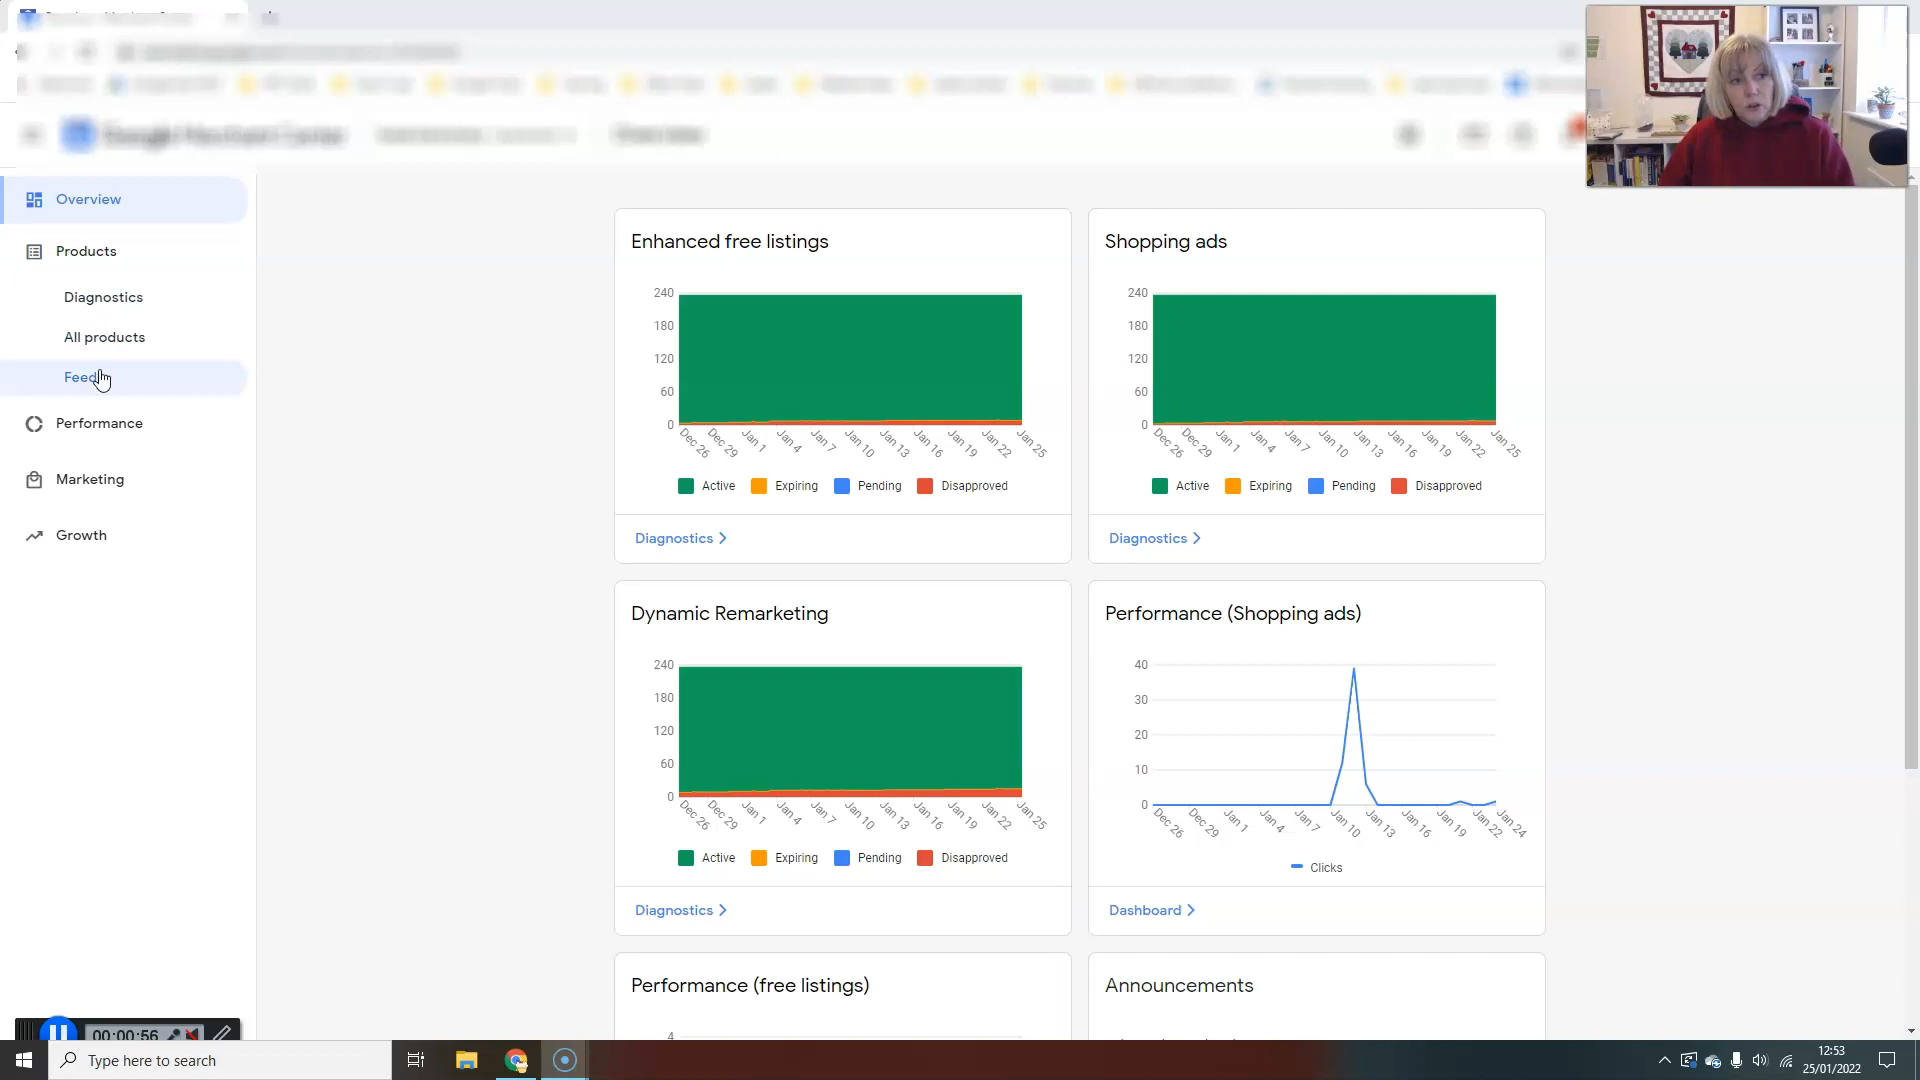 Overview
Products
Diagnostics
All products
Feed
Performance
Marketing
Growth
Enhanced free listings
240
180
120
60
0
Dec 26 Dec 29 Jan 1 Jan 4 Jan 7 Jan 10 Jan 13 Jan 16 Jan 19 Jan 22 Jan 25
Active Expiring Pending Disapproved
Diagnostics
Shopping ads
240
180
120
60
0
Dec 26 Dec 29 Jan 1 Jan 4 Jan 7 Jan 10 Jan 13 Jan 16 Jan 19 Jan 22 Jan 25
Active Expiring Pending Disapproved
Diagnostics
Dynamic Remarketing
240
180
120
60
0
Dec 26 Dec 29 Jan 1 Jan 4 Jan 7 Jan 10 Jan 13 Jan 16 Jan 19 Jan 22 Jan 25
Active Expiring Pending Disapproved
Diagnostics
Performance (Shopping ads)
40
30
20
10
0
Dec 26 Dec 29 Jan 1 Jan 4 Jan 7 Jan 10 Jan 13 Jan 16 Jan 19 Jan 22 Jan 24
Clicks
Dashboard
Performance (free listings)
4
Announcements
00:00:56
Type here to search
12:53
25/01/2022